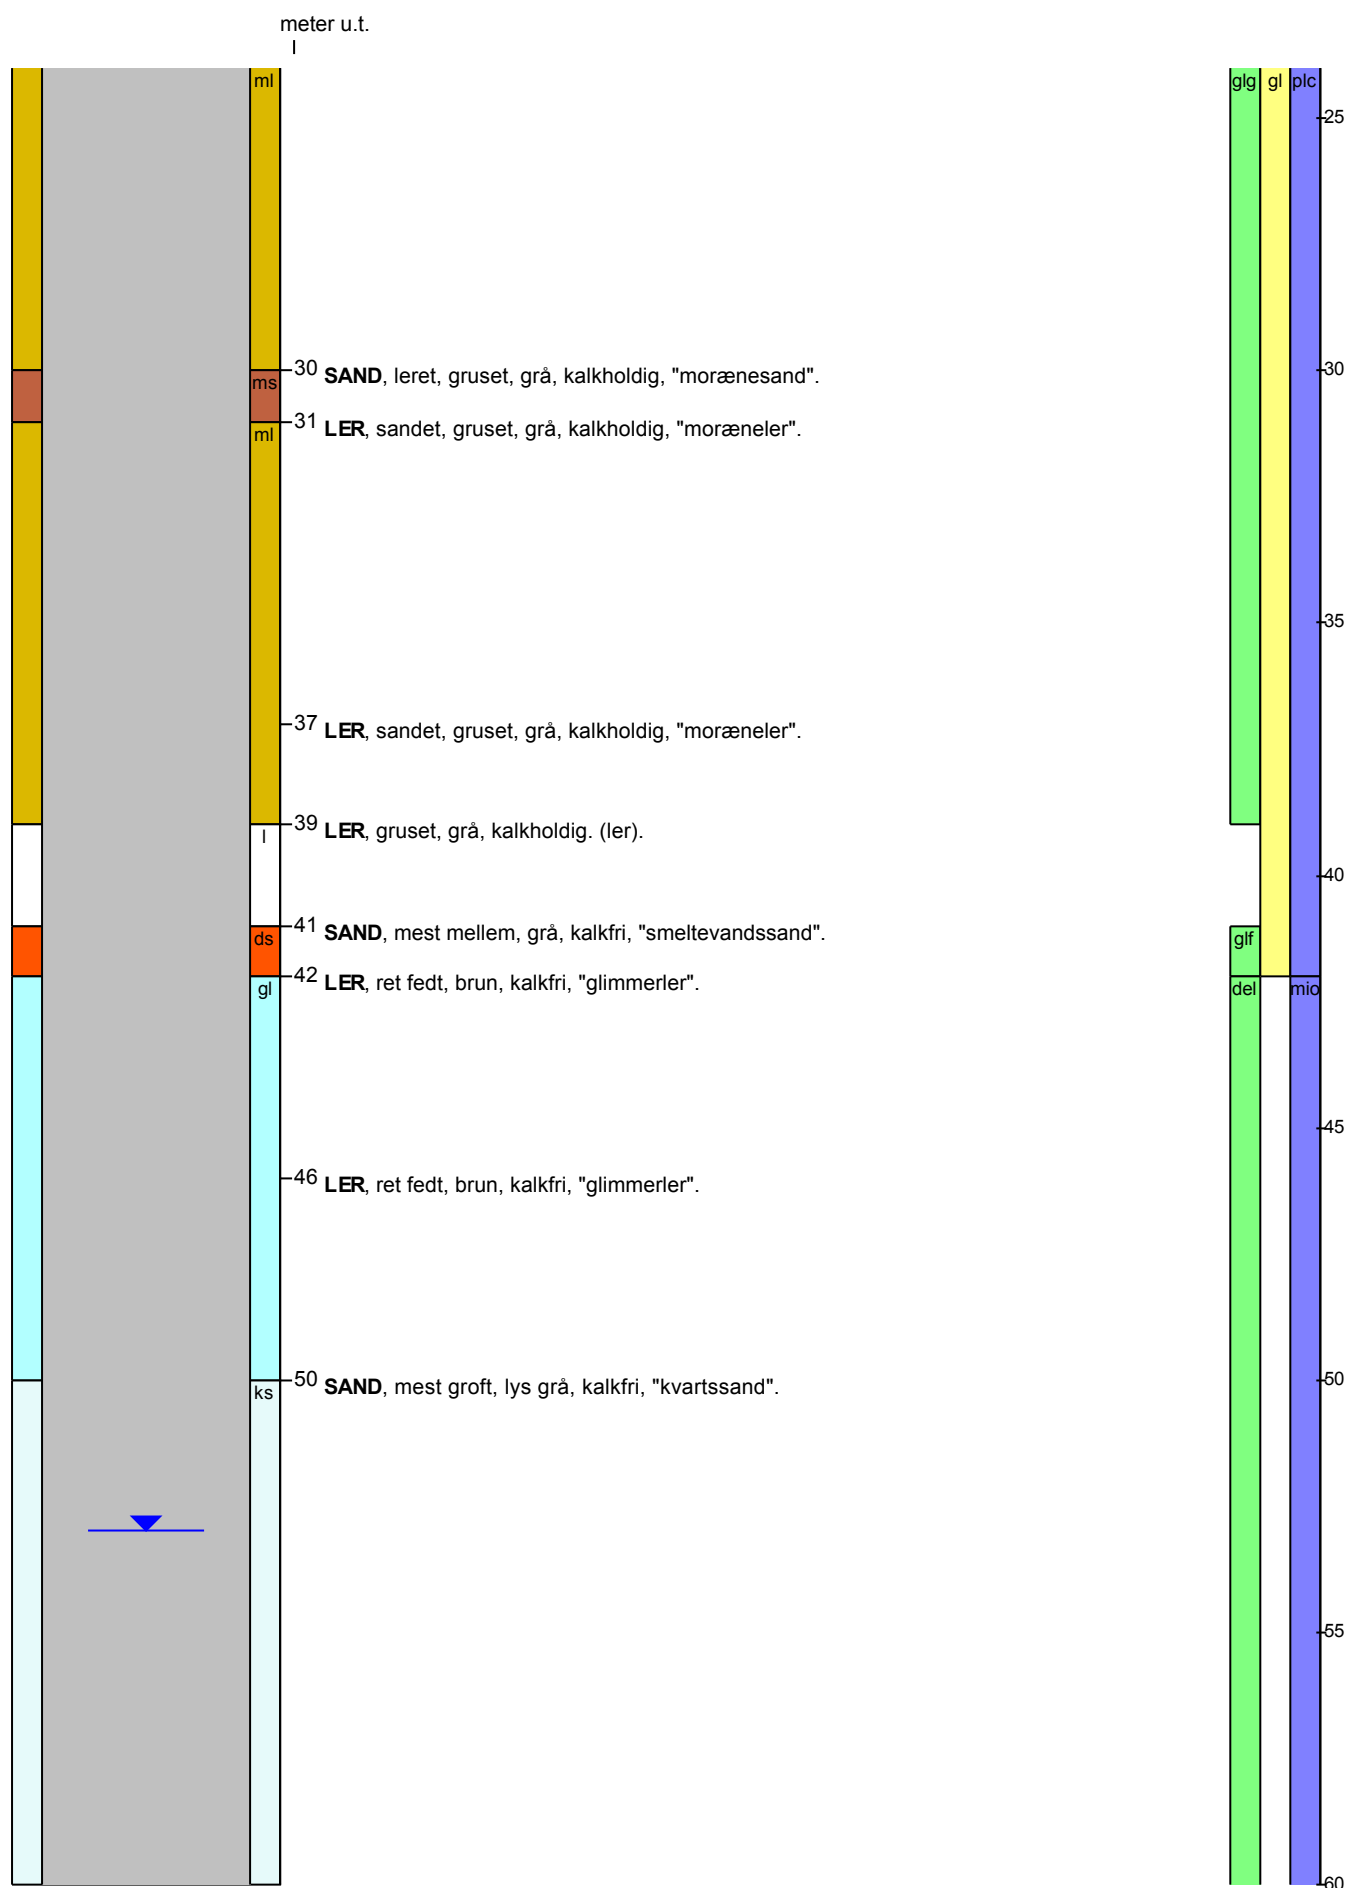 meter u.t.
ml glg gl plc
25
30 SAND, leret, gruset, grå, kalkholdig, "morænesand". 30
ms
31 LER, sandet, gruset, grå, kalkholdig, "moræneler".
ml
35
37 LER, sandet, gruset, grå, kalkholdig, "moræneler".
39 LER, gruset, grå, kalkholdig. (ler).
l
40
41 SAND, mest mellem, grå, kalkfri, "smeltevandssand".
ds glf
42 LER, ret fedt, brun, kalkfri, "glimmerler".
gl del mio
45
46 LER, ret fedt, brun, kalkfri, "glimmerler".
50 SAND, mest groft, lys grå, kalkfri, "kvartssand". 50
ks
55
60